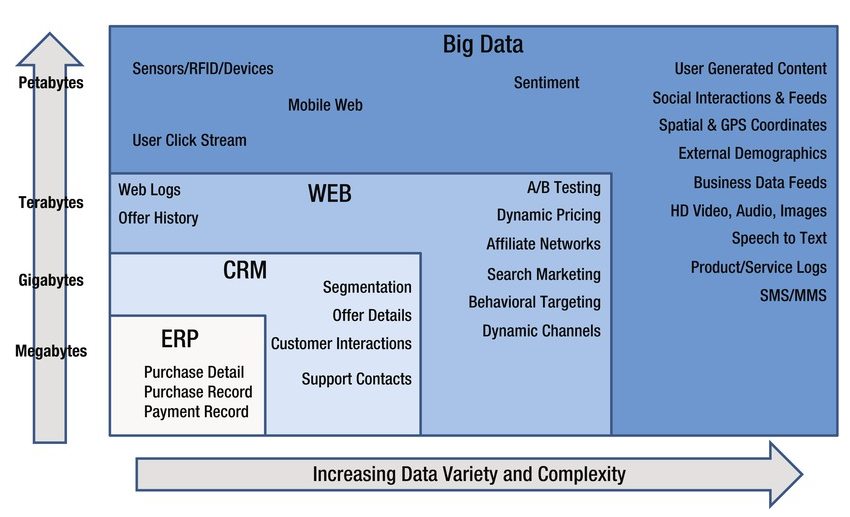 Big Data
Petabytes
Sensors/RFID/Devices
Mobile Web
User Click Stream
Sentiment
User Generated Content
Social Interactions & Feeds
Spatial & GPS Coordinates
External Demographics
Business Data Feeds
HD Video, Audio, Images
Speech to Text
Product/Service Logs
SMS/MMS
Terabytes
WEB
Web Logs
Offer History
A/B Testing
Dynamic Pricing
Affiliate Networks
Search Marketing
Behavioral Targeting
Dynamic Channels
Gigabytes
CRM
Segmentation
Offer Details
Customer Interactions
Support Contacts
Megabytes
ERP
Purchase Detail
Purchase Record
Payment Record
Increasing Data Variety and Complexity